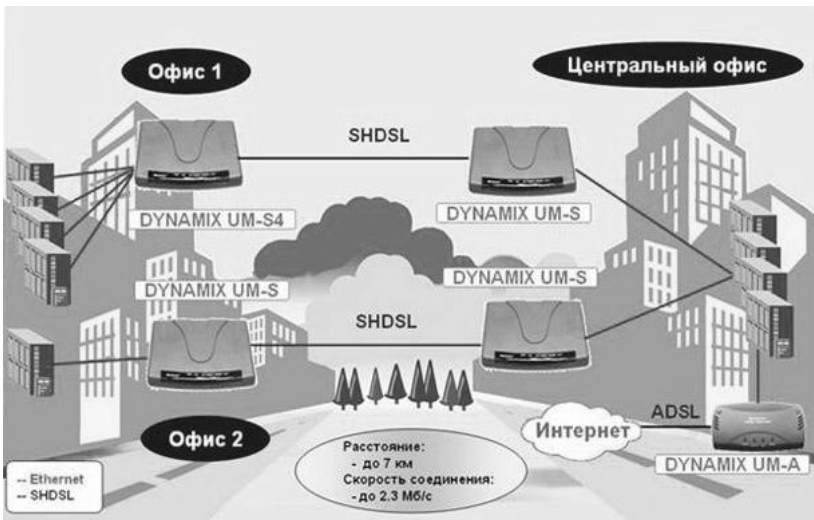 Офис 1
Центральный офис
SHDSL
DYNAMIX UM-S4
DYNAMIX UM-S
DYNAMIX UM-S
DYNAMIX UM-S
SHDSL
Офис 2
Расстояние:
- до 7 км
Скорость соединения:
- до 2.3 Мб/с
Интернет
ADSL
DYNAMIX UM-A
-- Ethernet
-- SHDSL